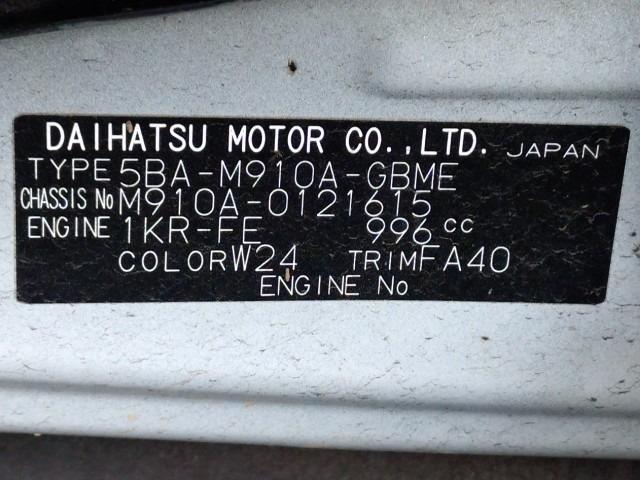 DAIHATSU MOTOR CO.,LTD. JAPAN
TYPE 5BA-M910A-GBME
CHASSIS No M910A-0121615
ENGINE 1KR-FE 996 cc
COLOR W24 TRIM FA40
ENGINE No